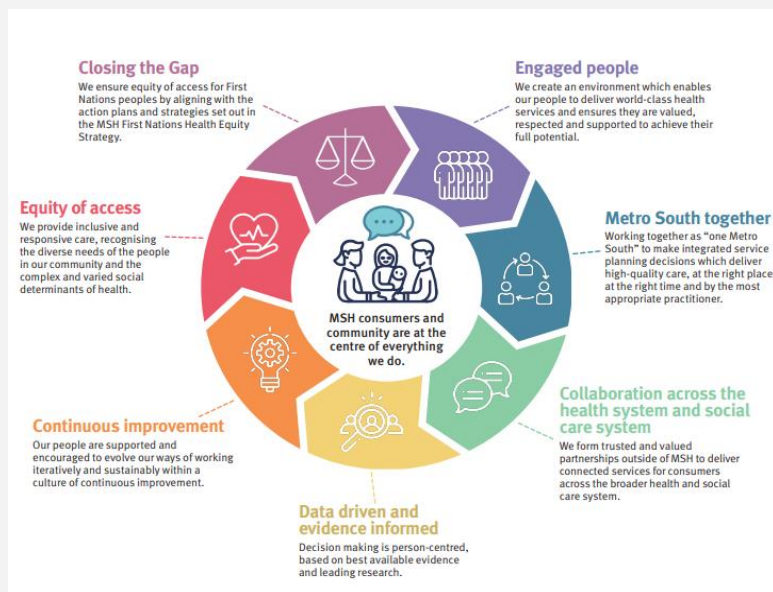 Closing the Gap
We ensure equity of access for First
Nations peoples by aligning with the
action plans and strategies set out in
the MSH First Nations Health Equity
Strategy.
Engaged people
We create an environment which enables
our people to deliver world-class health
services and ensures they are valued,
respected and supported to achieve their
full potential.
Equity of access
We provide inclusive and
responsive care, recognising
the diverse needs of the people
in our community and the
complex and varied social
determinants of health.
Metro South together
Working together as “one Metro
South” to make integrated service
planning decisions which deliver
high-quality care, at the right place
at the right time and by the most
appropriate practitioner.
MSH consumers and
community are at the
centre of everything
we do.
Collaboration across the
health system and social
care system
We form trusted and valued
partnerships outside of MSH to deliver
connected services for consumers
across the broader health and social
care system.
Continuous improvement
Our people are supported and
encouraged to evolve our ways of working
iteratively and sustainably within a
culture of continuous improvement.
Data driven and
evidence informed
Decision making is person-centred,
based on best available evidence
and leading research.